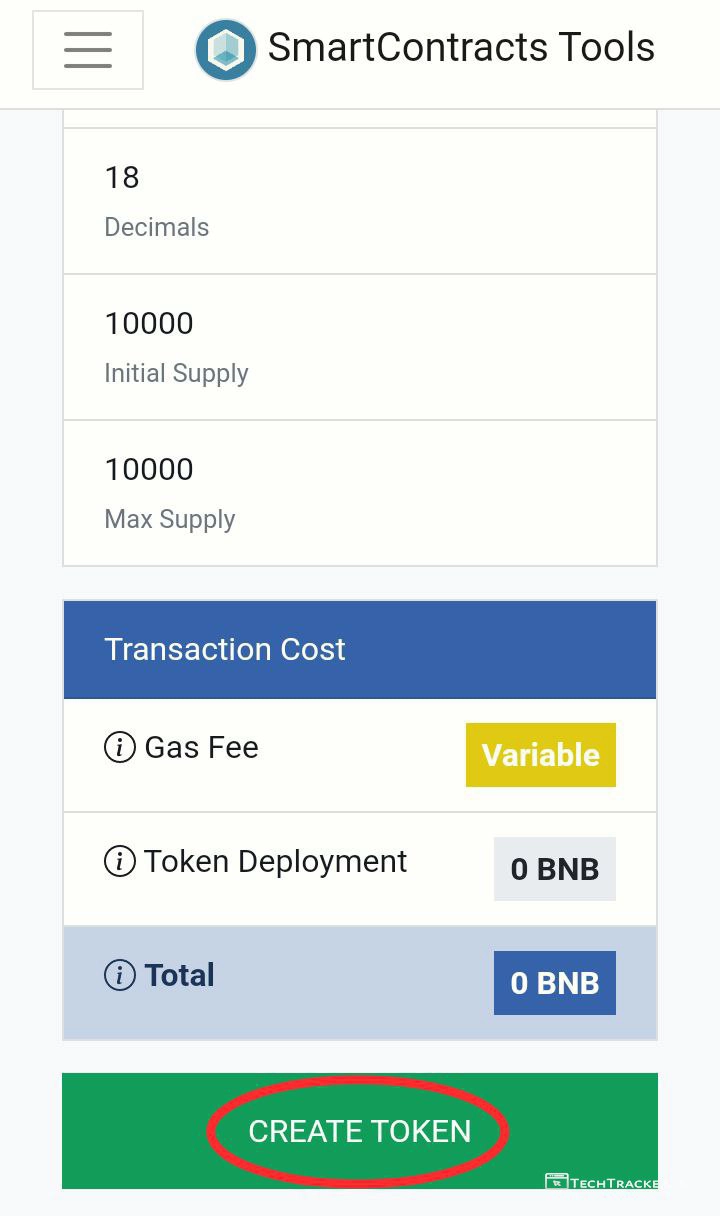 SmartContracts Tools
18
Decimals
10000
Initial Supply
10000
Max Supply
Transaction Cost
Gas Fee
Variable
Token Deployment
0 BNB
Total
0 BNB
CREATE TOKEN